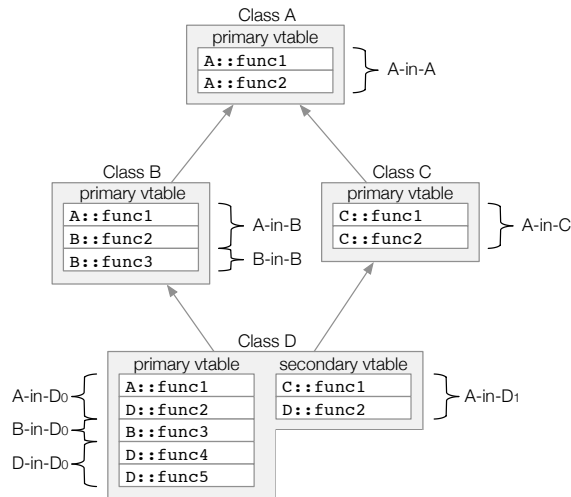 Class A
primary vtable
A::func1
A::func2
A-in-A
Class B
primary vtable
A::func1
B::func2
B::func3
A-in-B
B-in-B
Class C
primary vtable
C::func1
C::func2
A-in-C
Class D
primary vtable
A::func1
D::func2
B::func3
D::func4
D::func5
A-in-D0
B-in-D0
D-in-D0
secondary vtable
C::func1
D::func2
A-in-D1